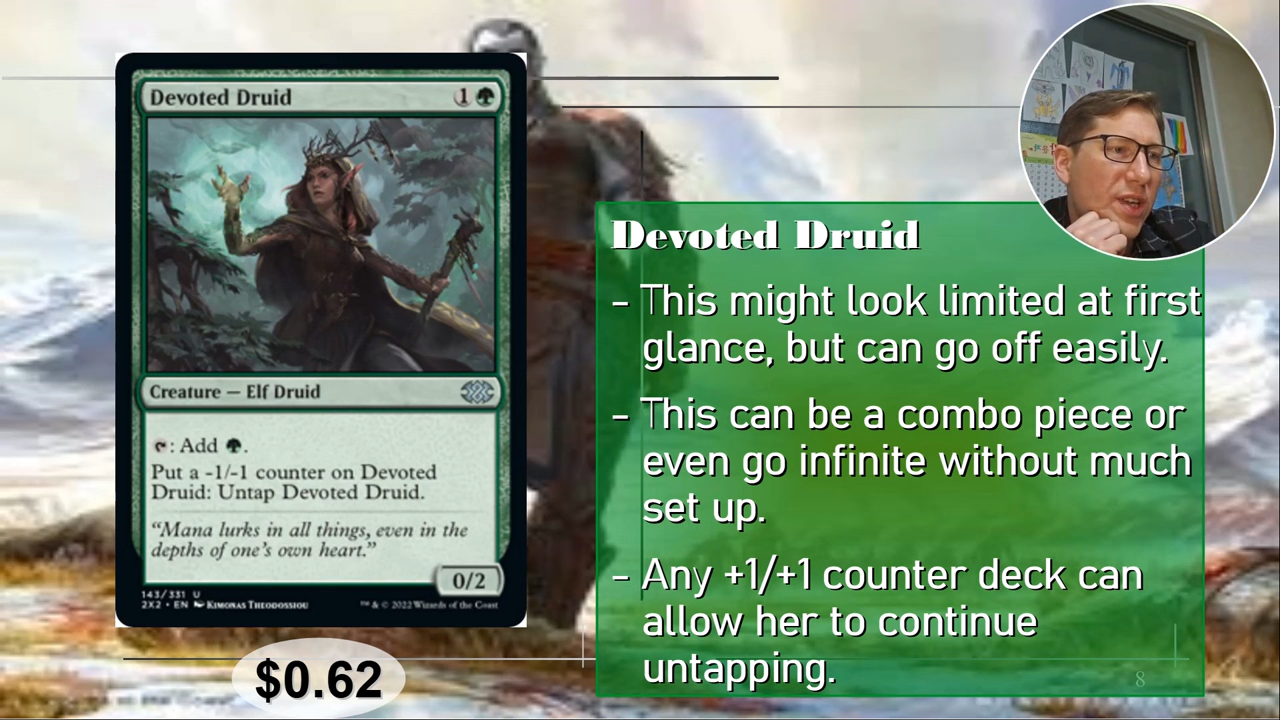 Devoted Druid 1
Creature — Elf Druid
: Add .
Put a -1/-1 counter on Devoted
Druid: Untap Devoted Druid.
“Mana lurks in all things, even in the
depths of one’s own heart.”
0/2
143/331 U
2X2 • EN KIMONAS THEODOSSIOU
™ & © 2022 Wizards of the Coast
$0.62
Devoted Druid
– This might look limited at first
glance, but can go off easily.
– This can be a combo piece or
even go infinite without much
set up.
– Any +1/+1 counter deck can
allow her to continue
untapping.
8